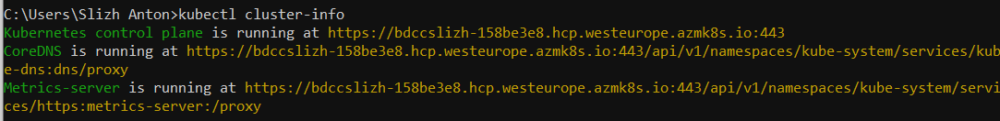 C:\Users\Slizh Anton>kubectl cluster-info
Kubernetes control plane is running at https://bdccslizh-158be3e8.hcp.westeurope.azmk8s.io:443
CoreDNS is running at https://bdccslizh-158be3e8.hcp.westeurope.azmk8s.io:443/api/v1/namespaces/kube-system/services/kub
e-dns:dns/proxy
Metrics-server is running at https://bdccslizh-158be3e8.hcp.westeurope.azmk8s.io:443/api/v1/namespaces/kube-system/servi
ces/https:metrics-server:/proxy